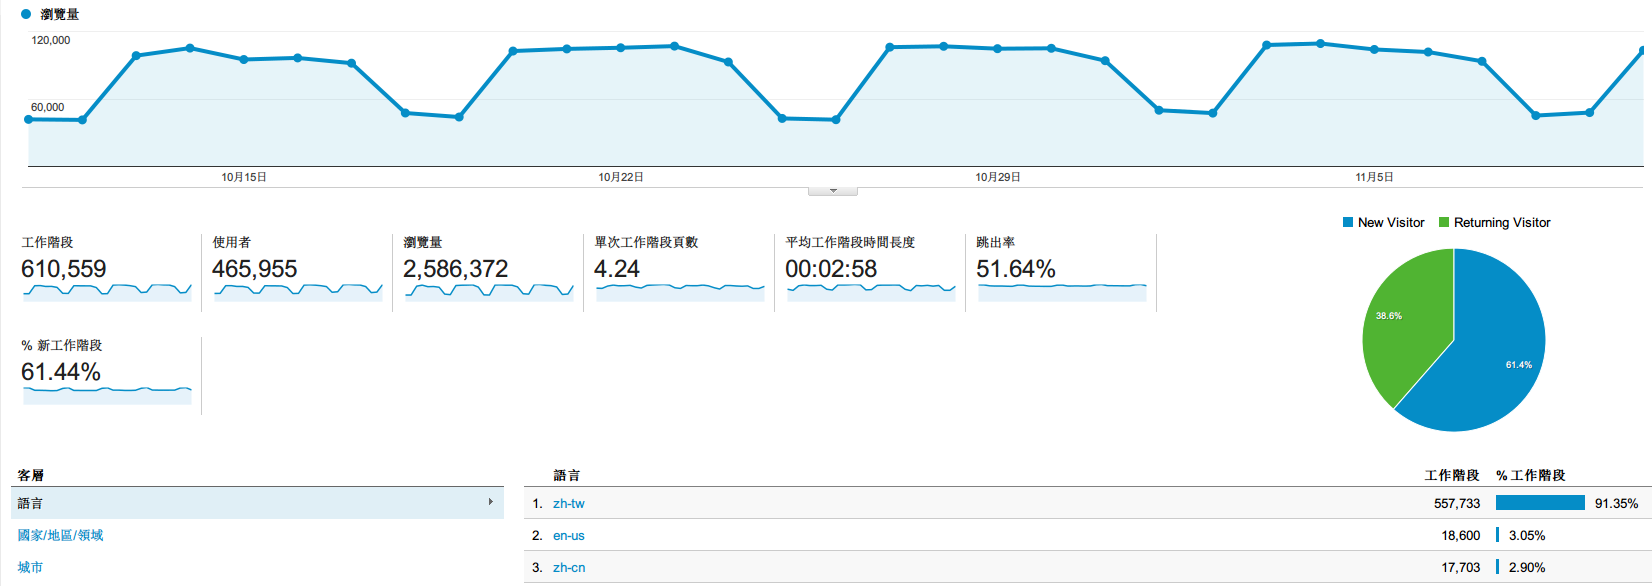 瀏覽量
120,000
60,000
10月15日 10月22日 10月29日 11月5日
New Visitor Returning Visitor
工作階段 使用者 瀏覽量 單次工作階段頁數 平均工作階段時間長度 跳出率
610,559 465,955 2,586,372 4.24 00:02:58 51.64%
38.6%
% 新工作階段
61.4%
61.44%
客層 語言 工作階段 % 工作階段
語言 1. zh-tw 557,733 91.35%
國家/地區/領域 2. en-us 18,600 3.05%
城市 3. zh-cn 17,703 2.90%